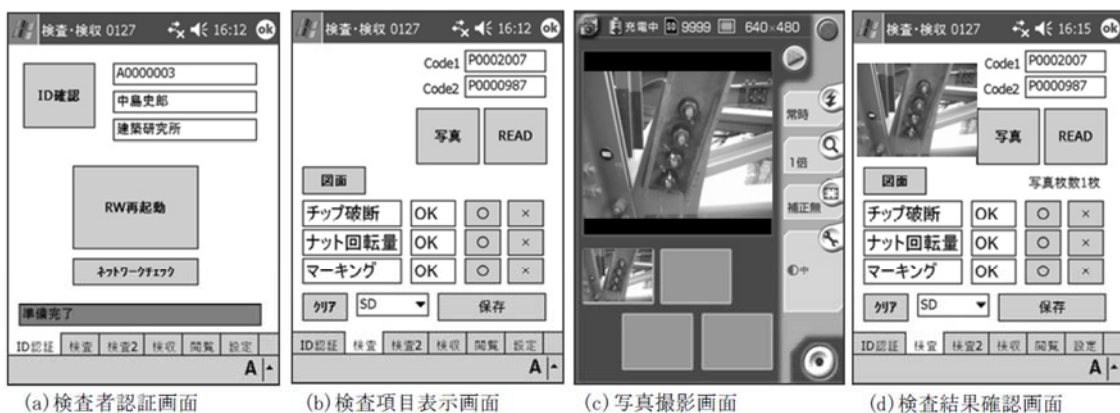 検査・検収 0127 16:12 ok
ID確認
A0000003
中島史郎
建築研究所
RW再起動
ネットワークチェック
準備完了
ID認証 検査 検査2 検収 閲覧 設定
A
(a)検査者認証画面
検査・検収 0127 16:12 ok
Code1 P0002007
Code2 P0000987
写真 READ
図面
チップ破断 OK ○ ×
ナット回転量 OK ○ ×
マーキング OK ○ ×
クリア SD 保存
ID認証 検査 検査2 検収 閲覧 設定
A
(b)検査項目表示画面
充電中 SD 9999 640×480
常時
1倍
補正無
中
(c)写真撮影画面
検査・検収 0127 16:15 ok
Code1 P0002007
Code2 P0000987
写真 READ
図面 写真枚数1枚
チップ破断 OK ○ ×
ナット回転量 OK ○ ×
マーキング OK ○ ×
クリア SD 保存
ID認証 検査 検査2 検収 閲覧 設定
A
(d)検査結果確認画面